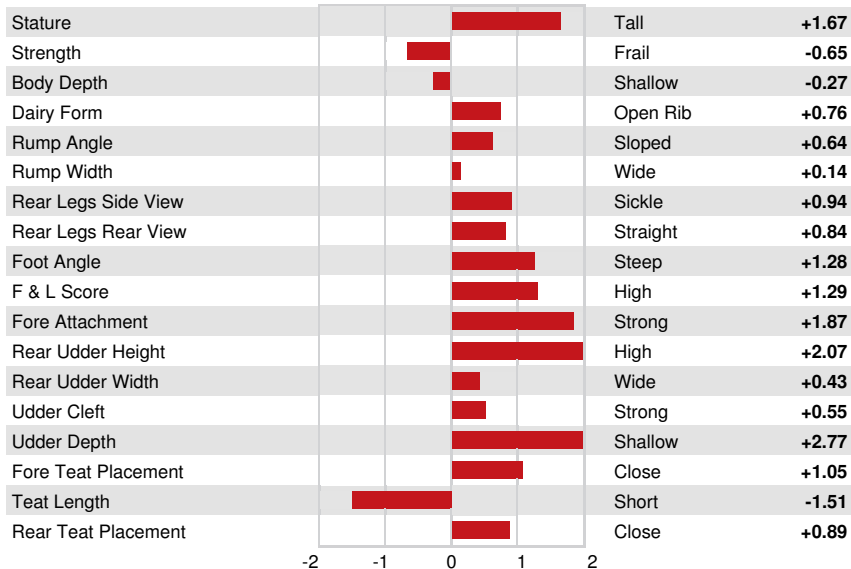 Stature Tall +1.67
Strength Frail -0.65
Body Depth Shallow -0.27
Dairy Form Open Rib +0.76
Rump Angle Sloped +0.64
Rump Width Wide +0.14
Rear Legs Side View Sickle +0.94
Rear Legs Rear View Straight +0.84
Foot Angle Steep +1.28
F & L Score High +1.29
Fore Attachment Strong +1.87
Rear Udder Height High +2.07
Rear Udder Width Wide +0.43
Udder Cleft Strong +0.55
Udder Depth Shallow +2.77
Fore Teat Placement Close +1.05
Teat Length Short -1.51
Rear Teat Placement Close +0.89
-2 -1 0 1 2